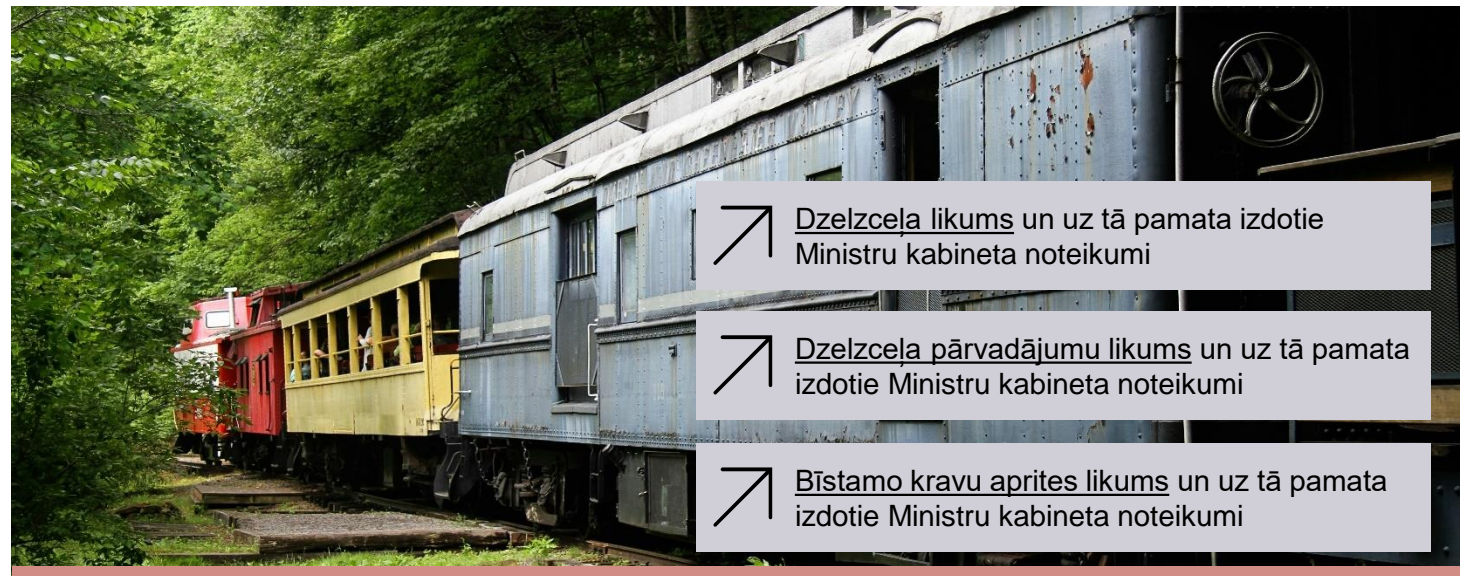 Dzelzceļa likums un uz tā pamata izdotie
Ministru kabineta noteikumi
Dzelzceļa pārvadājumu likums un uz tā pamata
izdotie Ministru kabineta noteikumi
Bīstamo kravu aprites likums un uz tā pamata
izdotie Ministru kabineta noteikumi